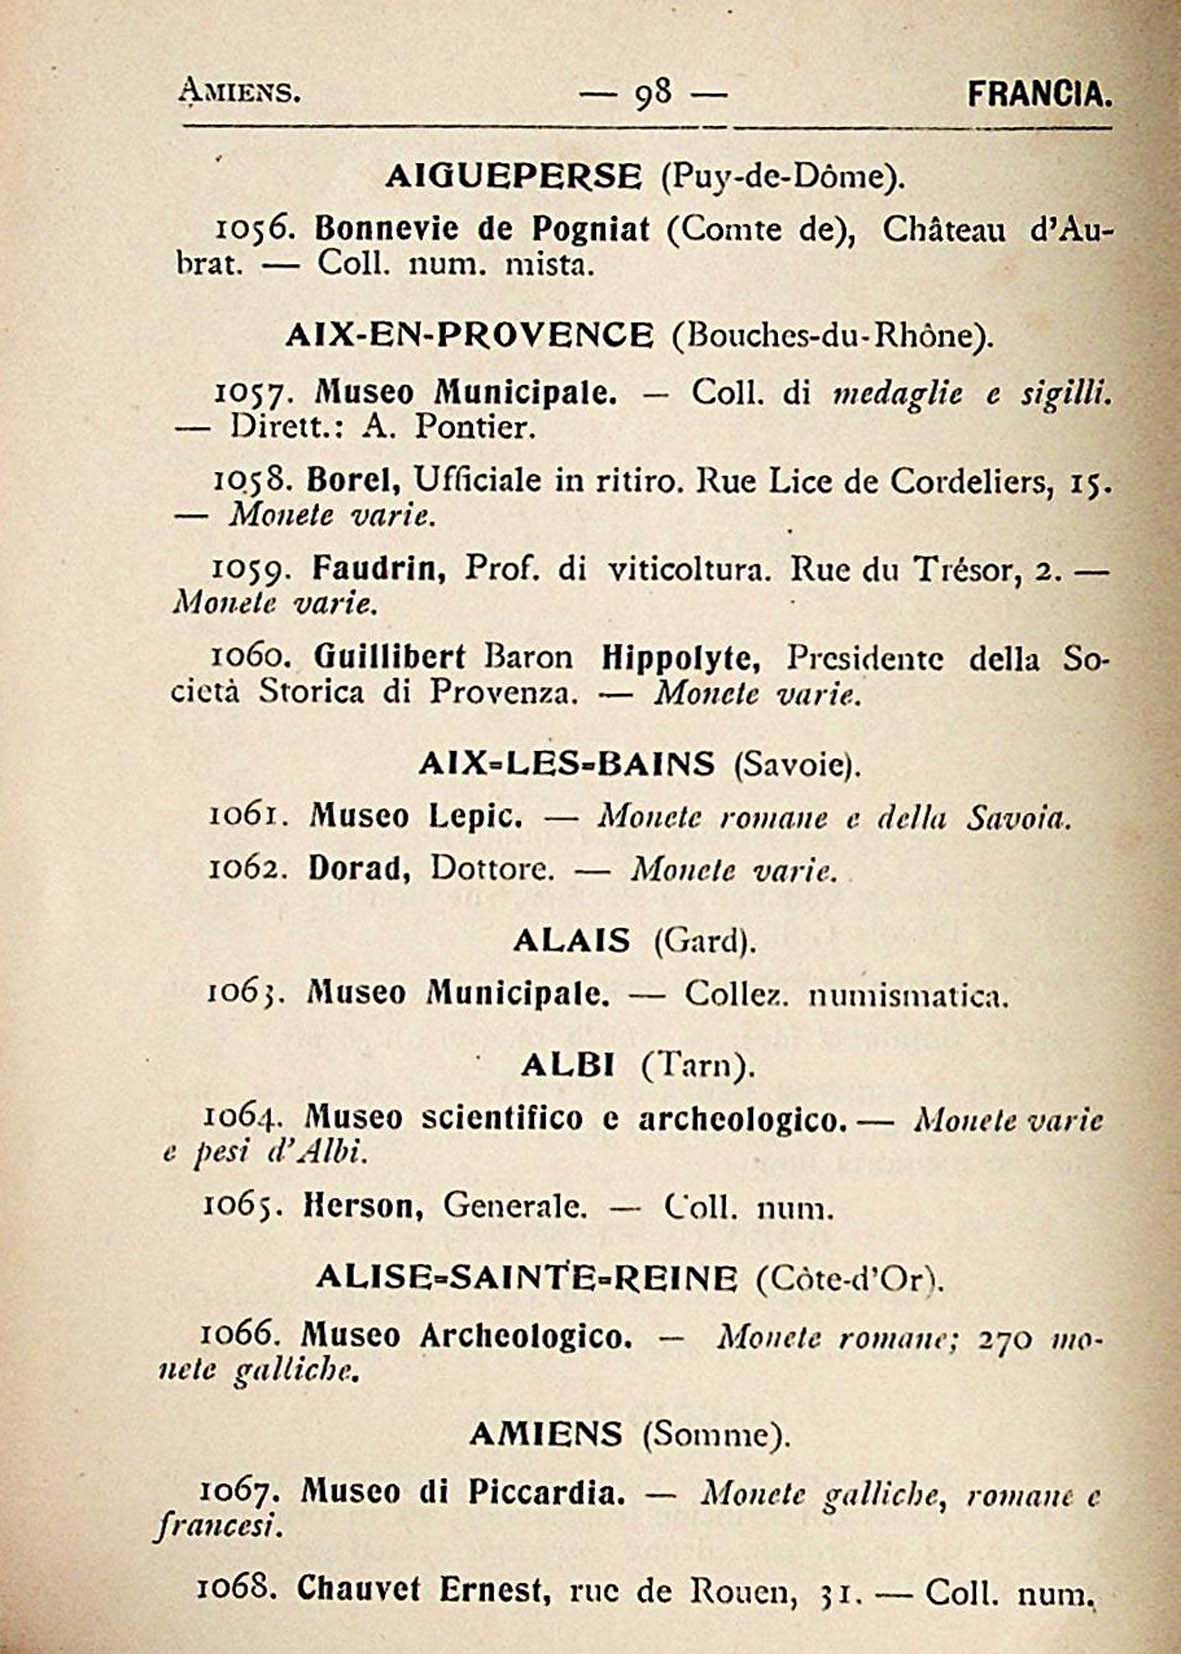 AMIENS. — 98 — FRANCIA.
AIGUEPERSE (Puy-de-Dôme).
1056. Bonnevie de Pogniat (Comte de), Château d'Au-
brat. — Coll. num. mista.
AIX-EN-PROVENCE (Bouches-du-Rhône).
1057. Museo Municipale. — Coll. di medaglie e sigilli.
— Dirett.: A. Pontier.
1058. Borel, Ufficiale in ritiro. Rue Lice de Cordeliers, 15.
— Monete varie.
1059. Faudrin, Prof. di viticoltura. Rue du Trésor, 2. —
Monete varie.
1060. Guillibert Baron Hippolyte, Presidente della So-
cietà Storica di Provenza. — Monete varie.
AIX-LES-BAINS (Savoie).
1061. Museo Lepic. — Monete romane e della Savoia.
1062. Dorad, Dottore. — Monete varie.
ALAIS (Gard).
1063. Museo Municipale. — Collez. numismatica.
ALBI (Tarn).
1064. Museo scientifico e archeologico. — Monete varie
e pesi d'Albi.
1065. Herson, Generale. — Coll. num.
ALISE-SAINTE-REINE (Côte-d'Or).
1066. Museo Archeologico. — Monete romane; 270 mo-
nete galliche.
AMIENS (Somme).
1067. Museo di Piccardia. — Monete galliche, romane e
francesi.
1068. Chauvet Ernest, rue de Rouen, 31. — Coll. num.